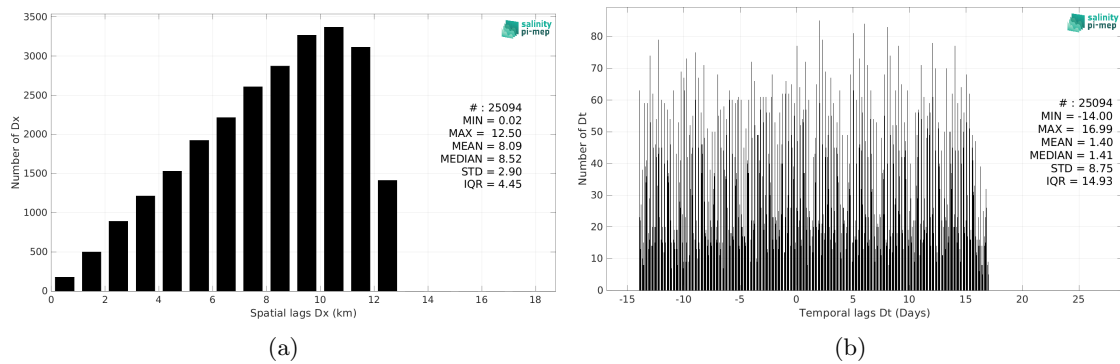 3500
3000
2500
2000
1500
1000
500
0
Number of Dx
0 2 4 6 8 10 12 14 16 18
Spatial lags Dx (km)
salinity
pi-mep
# : 25094
MIN = 0.02
MAX = 12.50
MEAN = 8.09
MEDIAN = 8.52
STD = 2.90
IQR = 4.45
(a)
80
70
60
50
40
30
20
10
0
Number of Dt
-15 -10 -5 0 5 10 15 20 25
Temporal lags Dt (Days)
salinity
pi-mep
# : 25094
MIN = -14.00
MAX = 16.99
MEAN = 1.40
MEDIAN = 1.41
STD = 8.75
IQR = 14.93
(b)